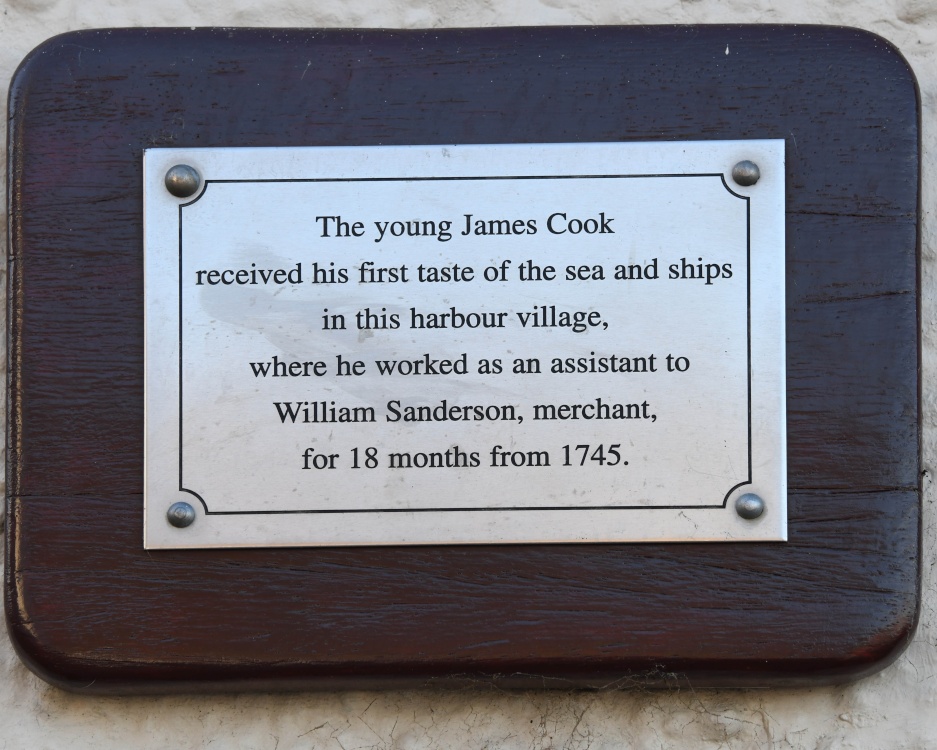 The young James Cook
received his first taste of the sea and ships
in this harbour village,
where he worked as an assistant to
William Sanderson, merchant,
for 18 months from 1745.